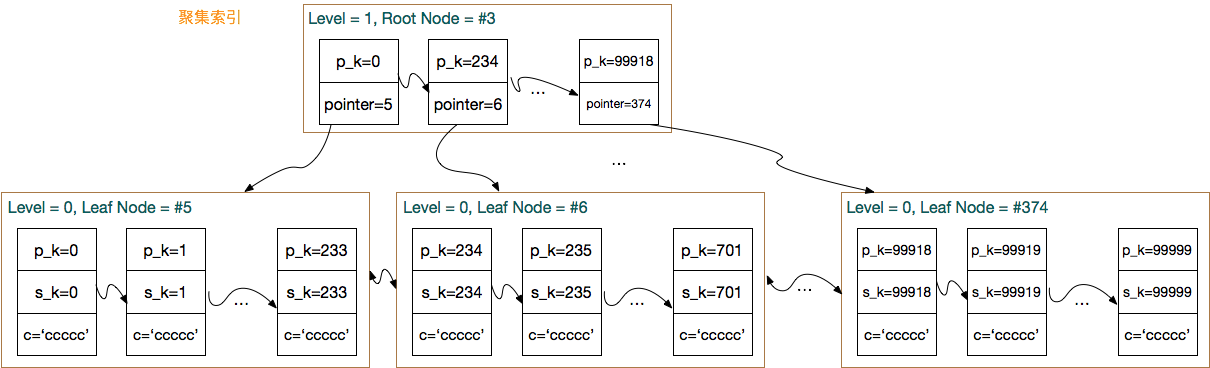 聚集索引
Level = 1, Root Node = #3
p_k=0 p_k=234 p_k=99918
...
pointer=5 pointer=6 pointer=374
...
Level = 0, Leaf Node = #5
p_k=0 p_k=1 p_k=233
s_k=0 s_k=1 ... s_k=233
c=‘ccccc’ c=‘ccccc’ c=‘ccccc’
Level = 0, Leaf Node = #6
p_k=234 p_k=235 p_k=701
s_k=234 s_k=235 ... s_k=701
c=‘ccccc’ c=‘ccccc’ c=‘ccccc’
...
Level = 0, Leaf Node = #374
p_k=99918 p_k=99919 p_k=99999
s_k=99918 s_k=99919 ... s_k=99999
c=‘ccccc’ c=‘ccccc’ c=‘ccccc’